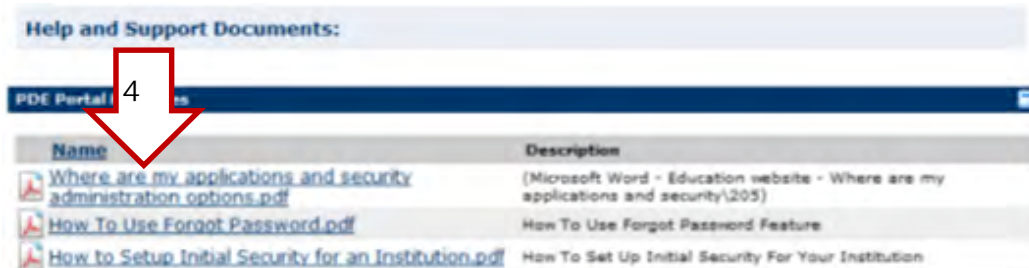 Help and Support Documents:
4
PDE Portal
Name Description
Where are my applications and security administration options.pdf
(Microsoft Word - Education website - Where are my applications and security\205)
How To Use Forgot Password.pdf How To Use Forgot Password Feature
How to Setup Initial Security for an Institution.pdf How To Set Up Initial Security For Your Institution